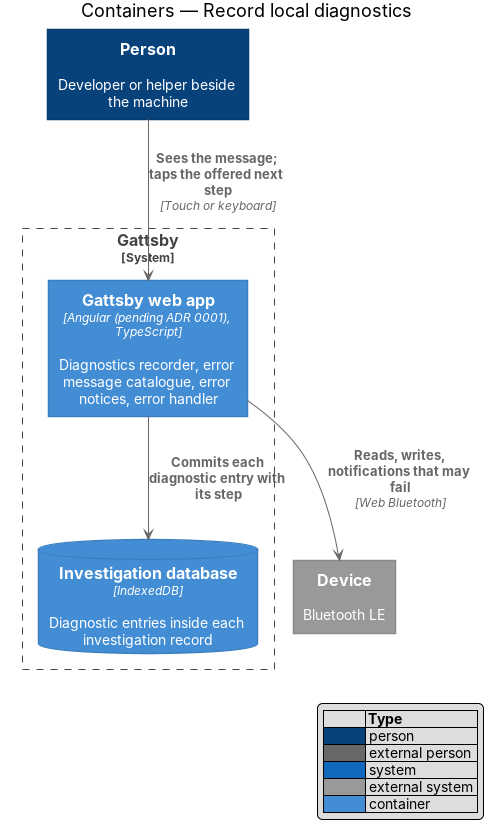 Containers — Record local diagnostics
Person
Developer or helper beside
the machine
Sees the message;
taps the offered next
step
[Touch or keyboard]
Gattsby
[System]
Gattsby web app
[Angular (pending ADR 0001),
TypeScript]
Diagnostics recorder, error
message catalogue, error
notices, error handler
Commits each
diagnostic entry with
its step
Reads, writes,
notifications that may
fail
[Web Bluetooth]
Investigation database
[IndexedDB]
Diagnostic entries inside each
investigation record
Device
Bluetooth LE
Type
person
external person
system
external system
container